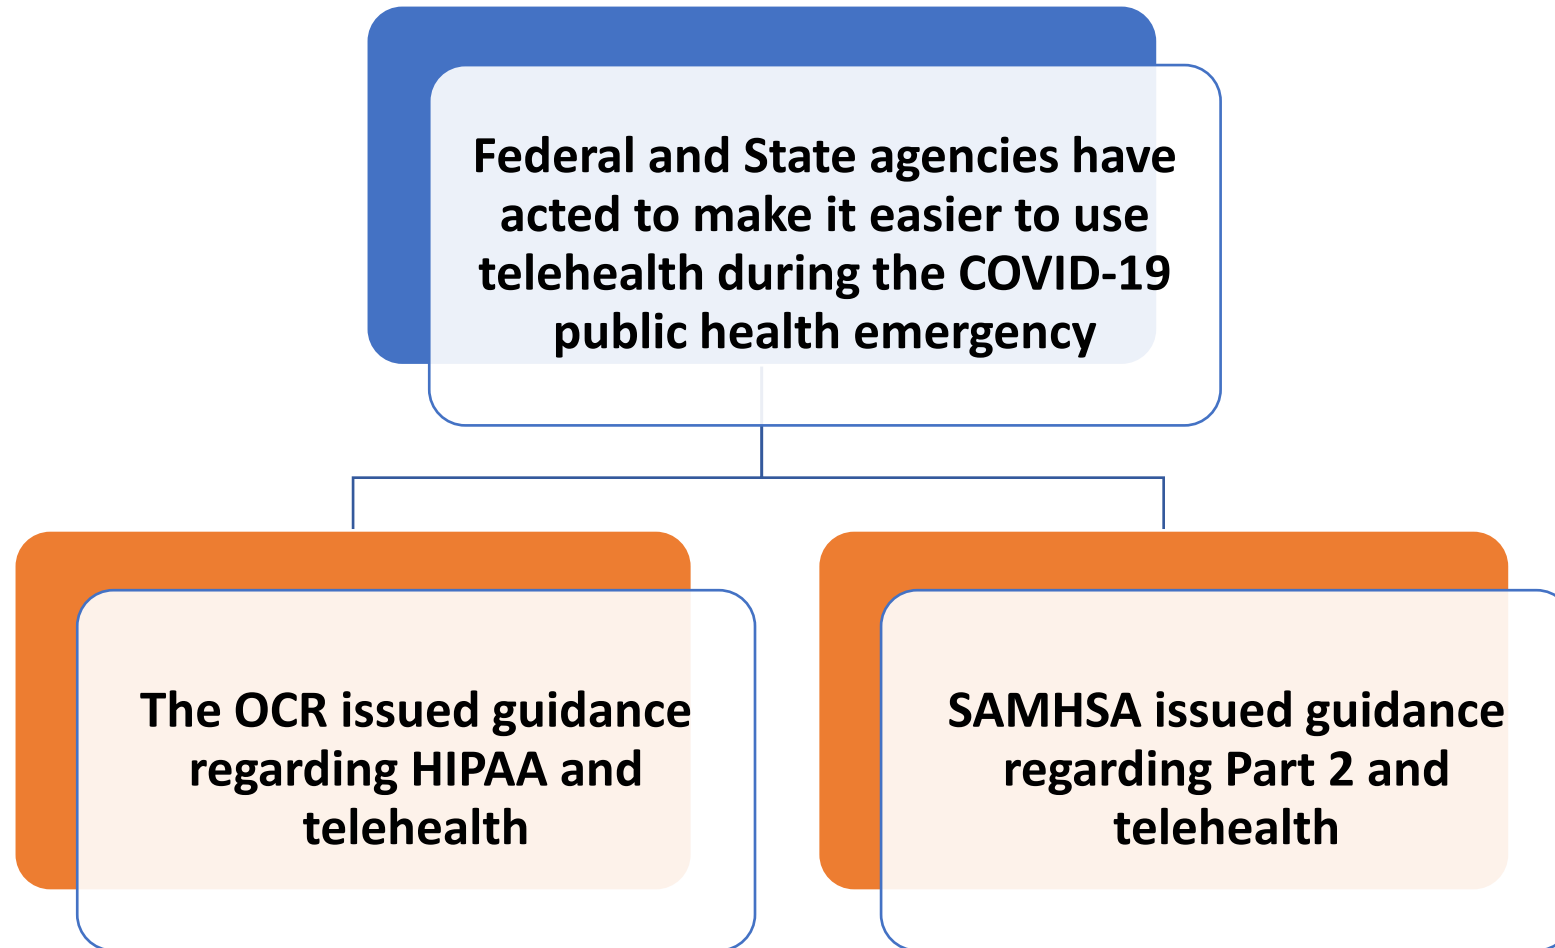 Federal and State agencies have
acted to make it easier to use
telehealth during the COVID-19
public health emergency
The OCR issued guidance
regarding HIPAA and
telehealth
SAMHSA issued guidance
regarding Part 2 and
telehealth